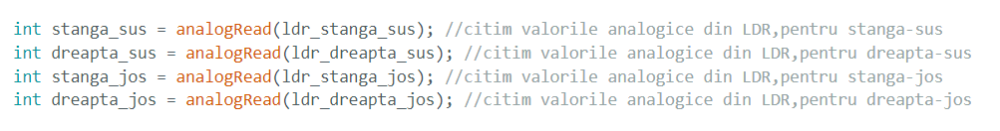 int stanga_sus = analogRead(ldr_stanga_sus); //citim valorile analogice din LDR,pentru stanga-sus
int dreapta_sus = analogRead(ldr_dreapta_sus); //citim valorile analogice din LDR,pentru dreapta-sus
int stanga_jos = analogRead(ldr_stanga_jos); //citim valorile analogice din LDR,pentru stanga-jos
int dreapta_jos = analogRead(ldr_dreapta_jos); //citim valorile analogice din LDR,pentru dreapta-jos